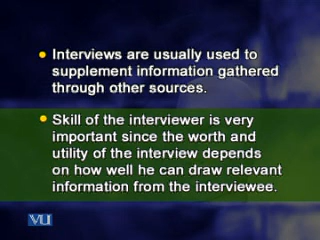 • Interviews are usually used to
supplement information gathered
through other sources.
• Skill of the interviewer is very
important since the worth and
utility of the interview depends
on how well he can draw relevant
information from the interviewee.
VU